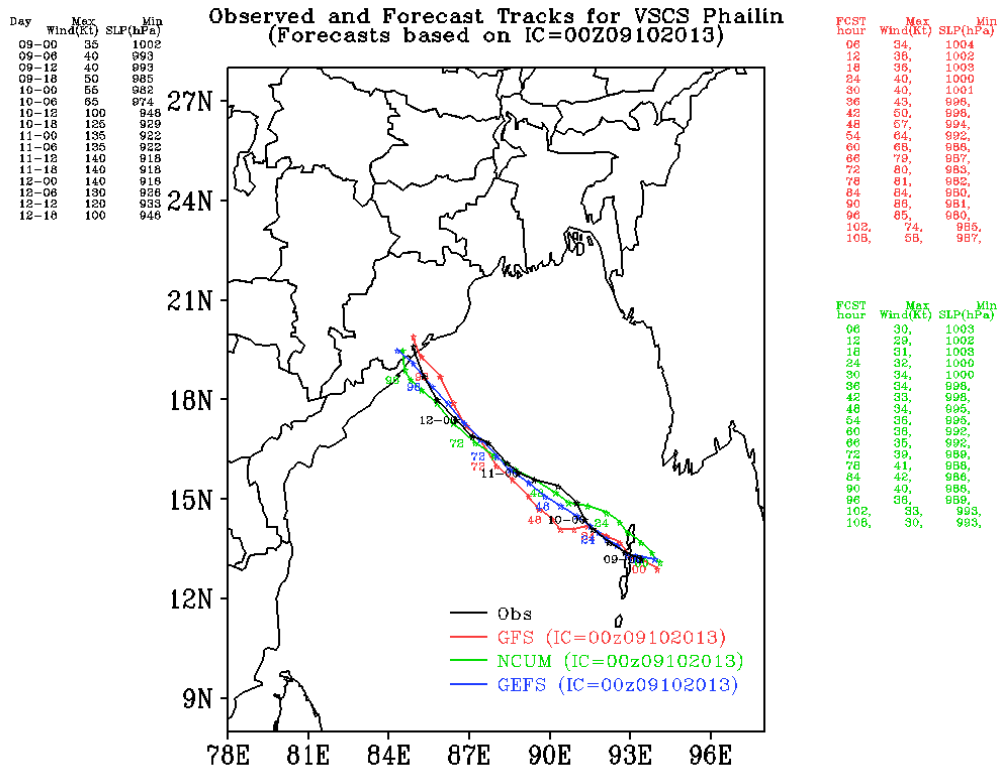 Observed and Forecast Tracks for VSCS Phailin
(Forecasts based on IC=00Z09102013)
Day Max Wind(Kt) Min SLP(hPa)
09-00 35 1002
09-06 40 993
09-12 40 993
09-18 50 985
10-00 55 982
10-06 65 974
10-12 100 948
10-18 125 929
11-00 135 922
11-06 135 922
11-12 140 918
11-18 140 918
12-00 140 918
12-06 130 926
12-12 120 933
12-18 100 948
27N
24N
21N
18N
15N
12N
9N
78E 81E 84E 87E 90E 93E 96E
96
12-00
72
72
72
11-00
48
48
48
10-00
24
24
09-00
00
Obs
GFS (IC=00z09102013)
NCUM (IC=00z09102013)
GEFS (IC=00z09102013)
FCST hour Max Wind(Kt) Min SLP(hPa)
06 34, 1004
12 38, 1002
18 38, 1003
24 40, 1000
30 40, 1001
36 43, 998,
42 50, 998,
48 57, 994,
54 64, 992,
60 68, 988,
66 79, 987,
72 80, 983,
78 81, 982,
84 84, 980,
90 86, 981,
96 85, 980,
102, 74, 985,
108, 58, 987,
FCST hour Max Wind(Kt) Min SLP(hPa)
06 30, 1003
12 29, 1002
18 31, 1003
24 32, 1000
30 34, 1000
36 34, 998,
42 33, 998,
48 34, 995,
54 36, 995,
60 38, 992,
66 35, 992,
72 39, 989,
78 41, 988,
84 42, 986,
90 40, 986,
96 38, 989,
102, 33, 993,
108, 30, 993,